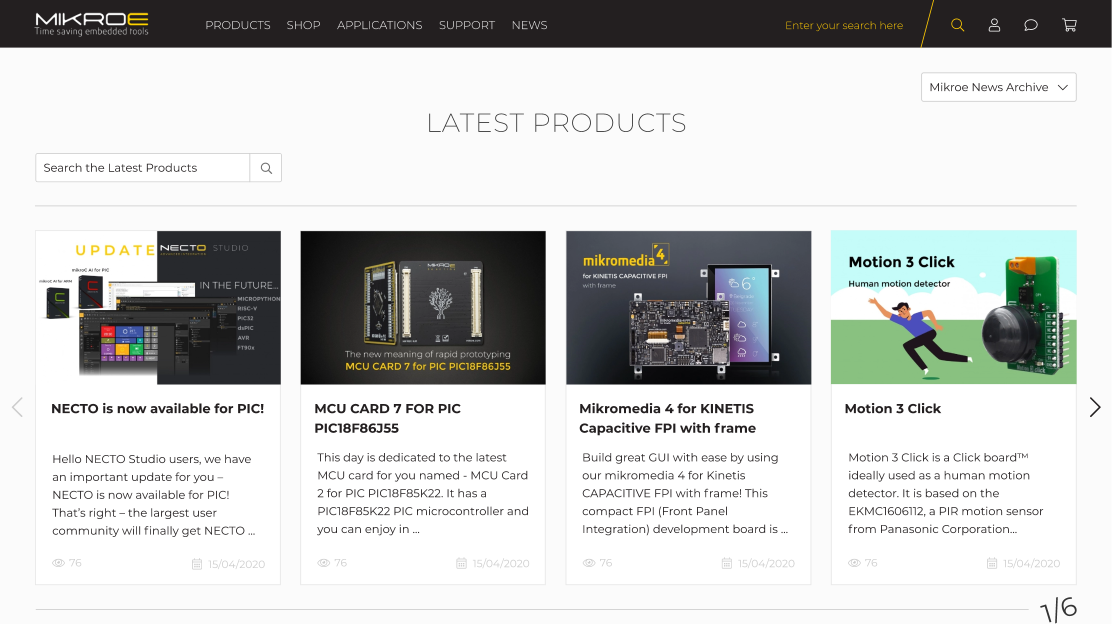 MIKROE
Time saving embedded tools
PRODUCTS SHOP APPLICATIONS SUPPORT NEWS
Enter your search here
Mikroe News Archive
LATEST PRODUCTS
Search the Latest Products
UPDATE NECTO STUDIO
mikroC AI for PIC
mikroC AI for ARM
IN THE FUTURE...
MICROPYTHON
RISC-V
PIC32
dsPIC
AVR
FT90x
NECTO is now available for PIC!
Hello NECTO Studio users, we have
an important update for you –
NECTO is now available for PIC!
That's right – the largest user
community will finally get NECTO ...
76 15/04/2020
MIKROE
The new meaning of rapid prototyping
MCU CARD 7 for PIC PIC18F86J55
MCU CARD 7 FOR PIC
PIC18F86J55
This day is dedicated to the latest
MCU card for you named - MCU Card
2 for PIC PIC18F85K22. It has a
PIC18F85K22 PIC microcontroller and
you can enjoy in ...
76 15/04/2020
mikromedia 4
for KINETIS CAPACITIVE FPI
with frame
6°
Mikromedia 4 for KINETIS
Capacitive FPI with frame
Build great GUI with ease by using
our mikromedia 4 for Kinetis
CAPACITIVE FPI with frame! This
compact FPI (Front Panel
Integration) development board is ...
76 15/04/2020
Motion 3 Click
Human motion detector
Motion 3 Click
Motion 3 Click is a Click board™
ideally used as a human motion
detector. It is based on the
EKMC1606112, a PIR motion sensor
from Panasonic Corporation...
76 15/04/2020
1/6